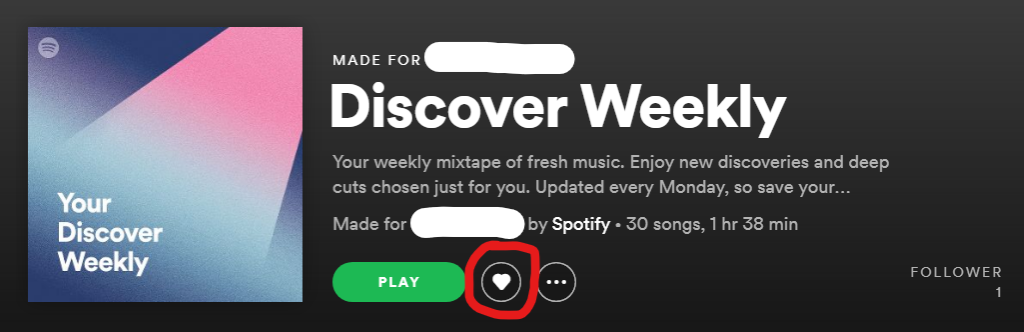 Your
Discover
Weekly
MADE FOR
Discover Weekly
Your weekly mixtape of fresh music. Enjoy new discoveries and deep
cuts chosen just for you. Updated every Monday, so save your...
Made for by Spotify • 30 songs, 1 hr 38 min
PLAY
FOLLOWER
1